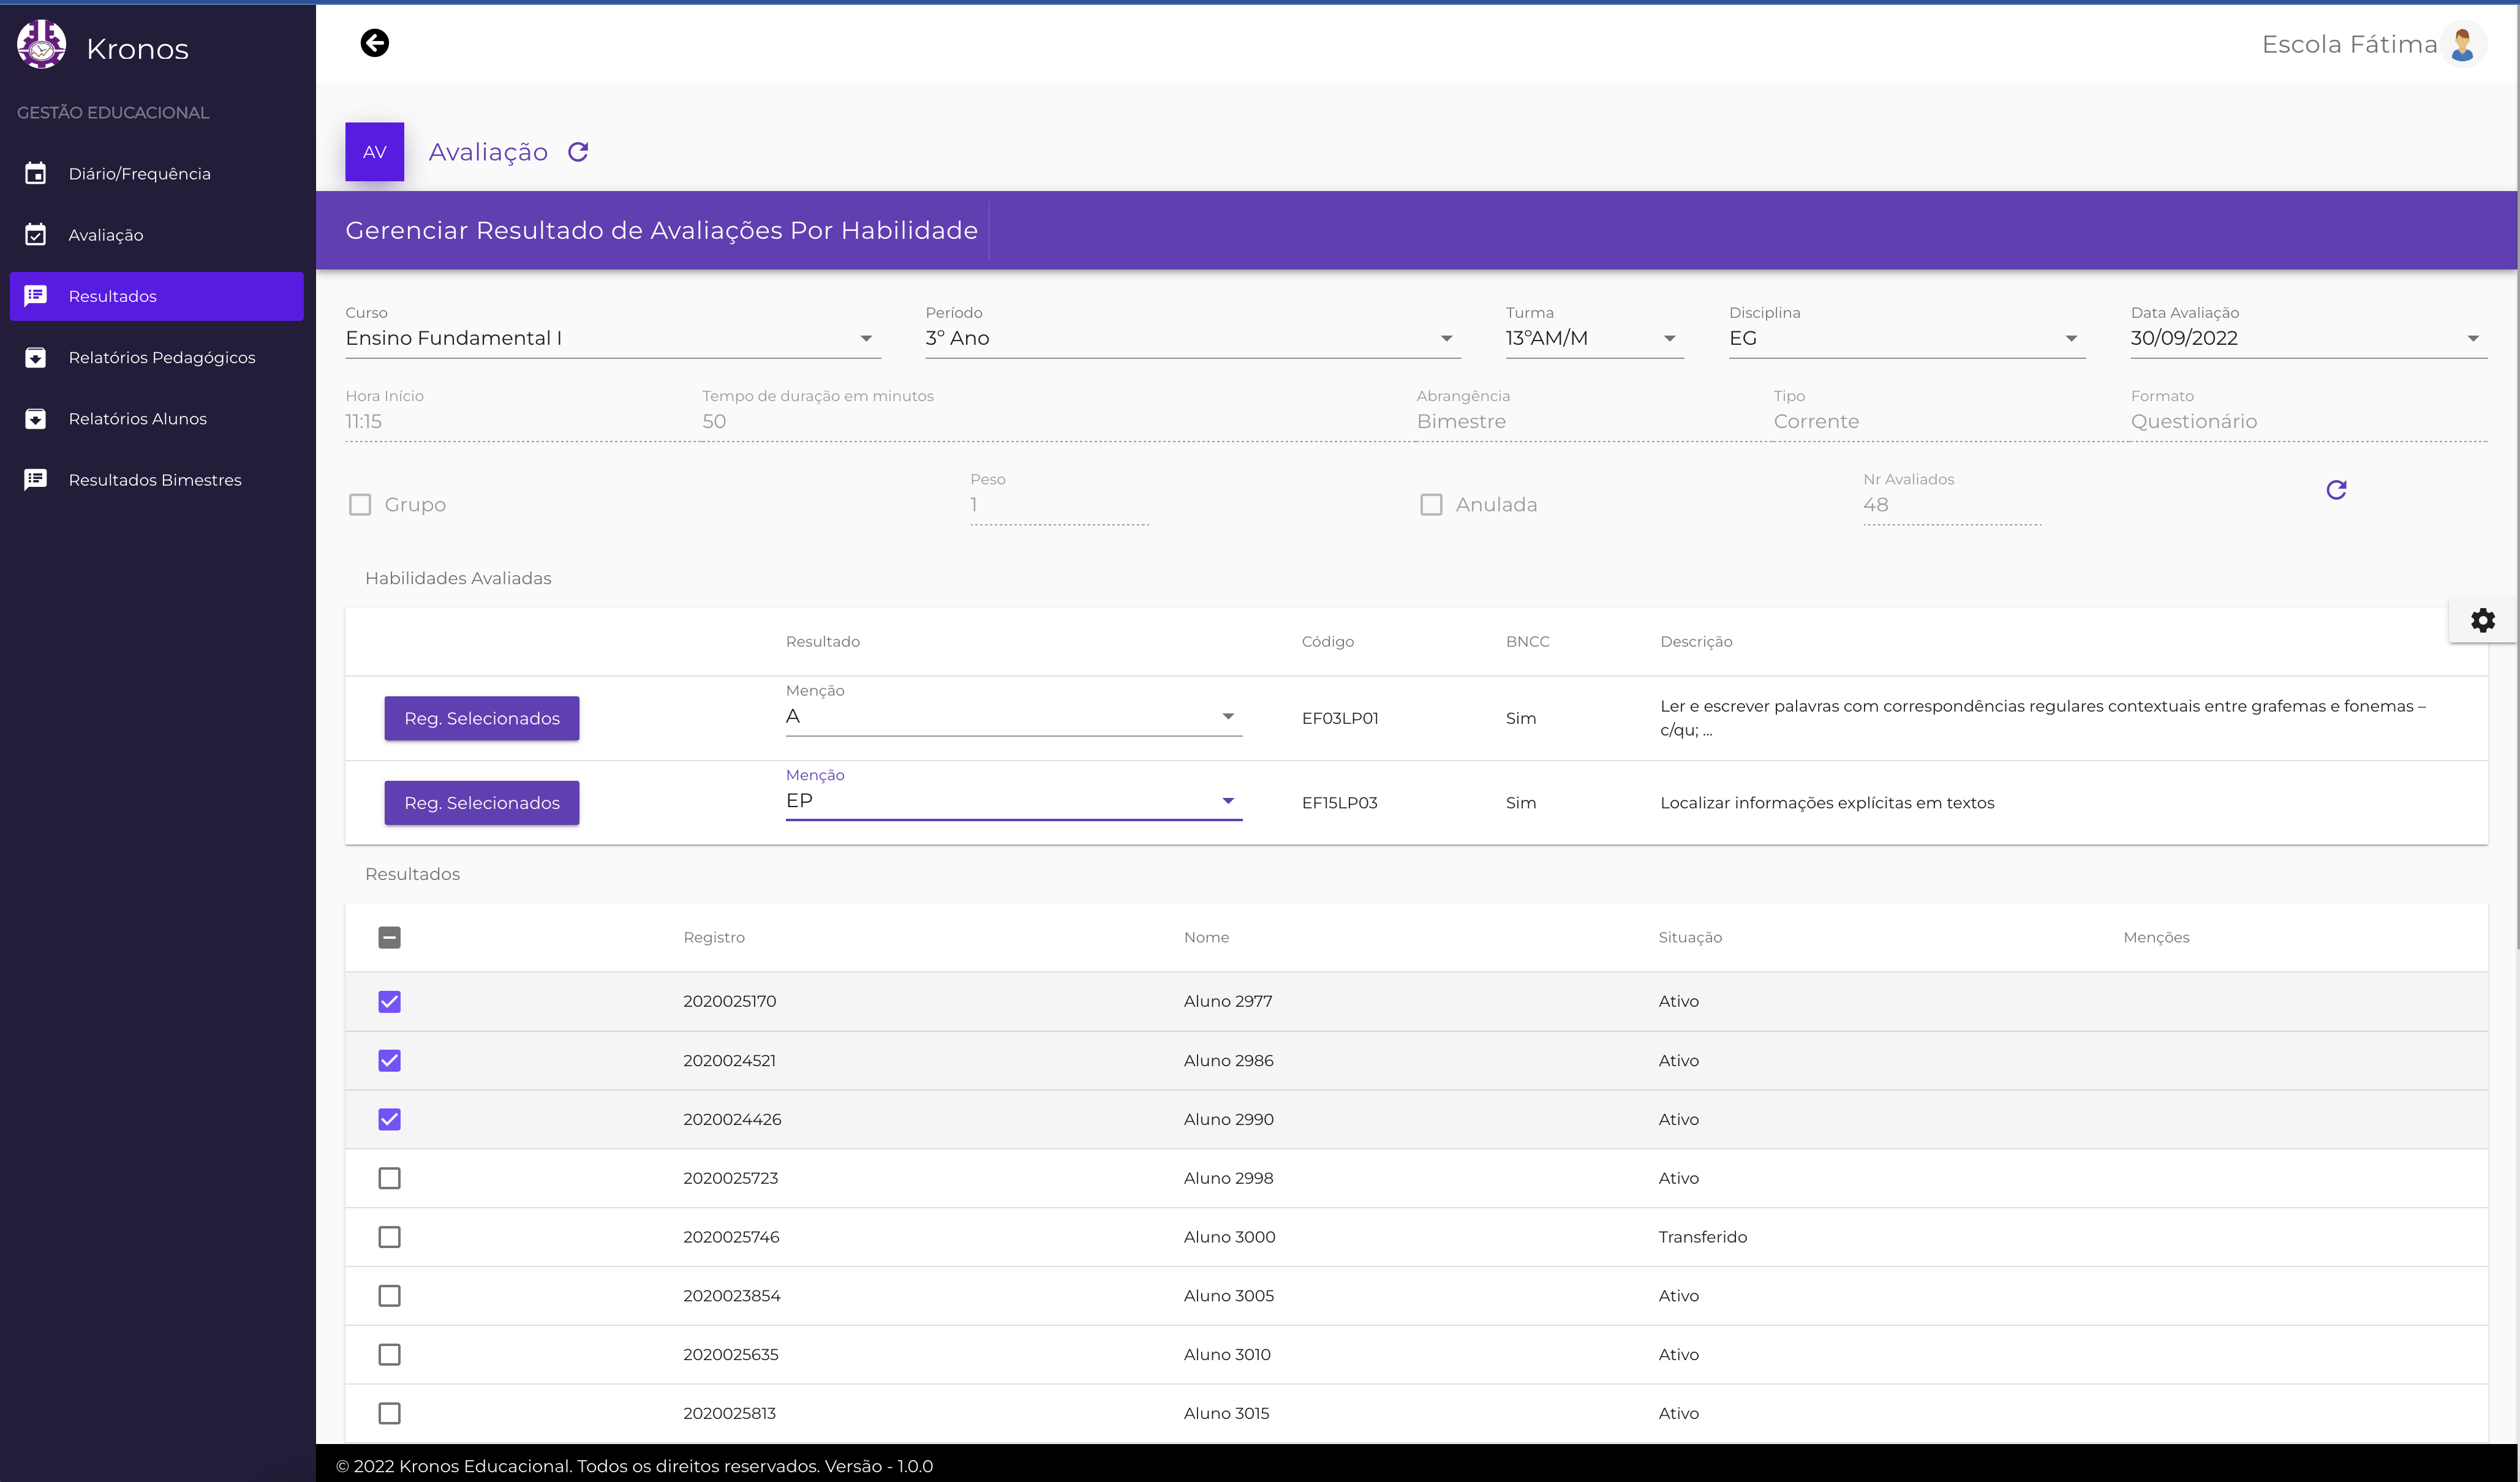 Kronos
GESTÃO EDUCACIONAL
Diário/Frequência
Avaliação
Resultados
Relatórios Pedagógicos
Relatórios Alunos
Resultados Bimestres
Escola Fátima
AV Avaliação
Gerenciar Resultado de Avaliações Por Habilidade
Curso Período Turma Disciplina Data Avaliação
Ensino Fundamental I 3º Ano 13ºAM/M EG 30/09/2022
Hora Início Tempo de duração em minutos Abrangência Tipo Formato
11:15 50 Bimestre Corrente Questionário
Peso Nr Avaliados
Grupo 1 Anulada 48
Habilidades Avaliadas
Resultado Código BNCC Descrição
Menção
Reg. Selecionados A EF03LP01 Sim Ler e escrever palavras com correspondências regulares contextuais entre grafemas e fonemas –
c/qu; ...
Menção
Reg. Selecionados EP EF15LP03 Sim Localizar informações explícitas em textos
Resultados
Registro Nome Situação Menções
2020025170 Aluno 2977 Ativo
2020024521 Aluno 2986 Ativo
2020024426 Aluno 2990 Ativo
2020025723 Aluno 2998 Ativo
2020025746 Aluno 3000 Transferido
2020023854 Aluno 3005 Ativo
2020025635 Aluno 3010 Ativo
2020025813 Aluno 3015 Ativo
© 2022 Kronos Educacional. Todos os direitos reservados. Versão - 1.0.0